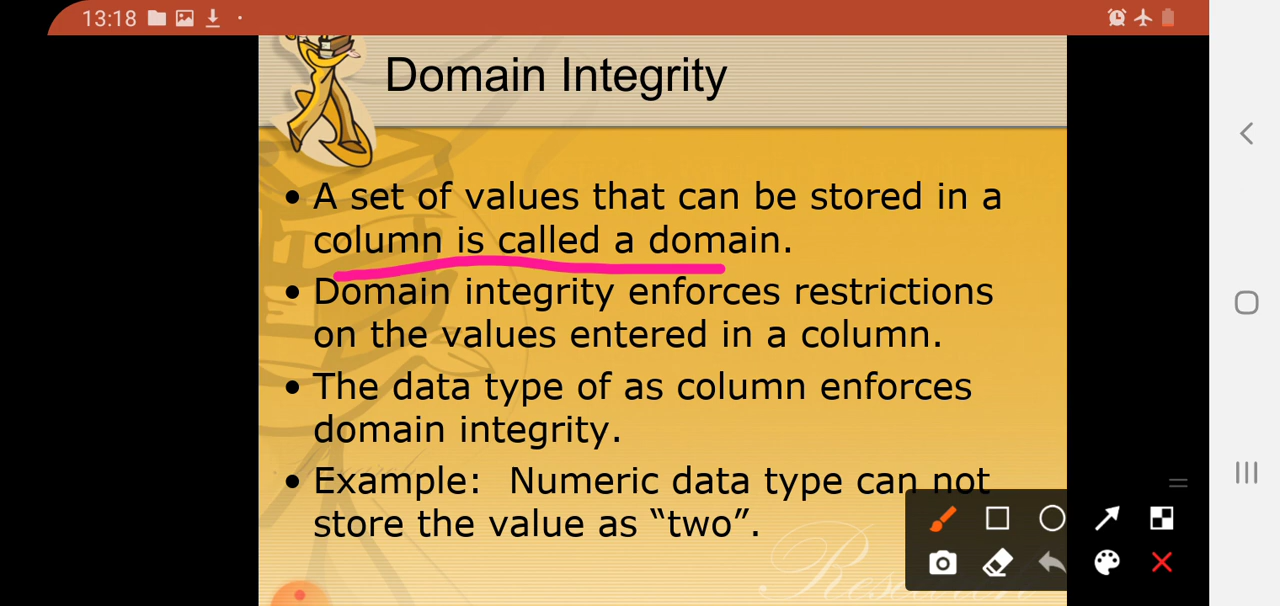 13:18
Domain Integrity
• A set of values that can be stored in a
column is called a domain.
• Domain integrity enforces restrictions
on the values entered in a column.
• The data type of as column enforces
domain integrity.
• Example:  Numeric data type can not
store the value as “two”.